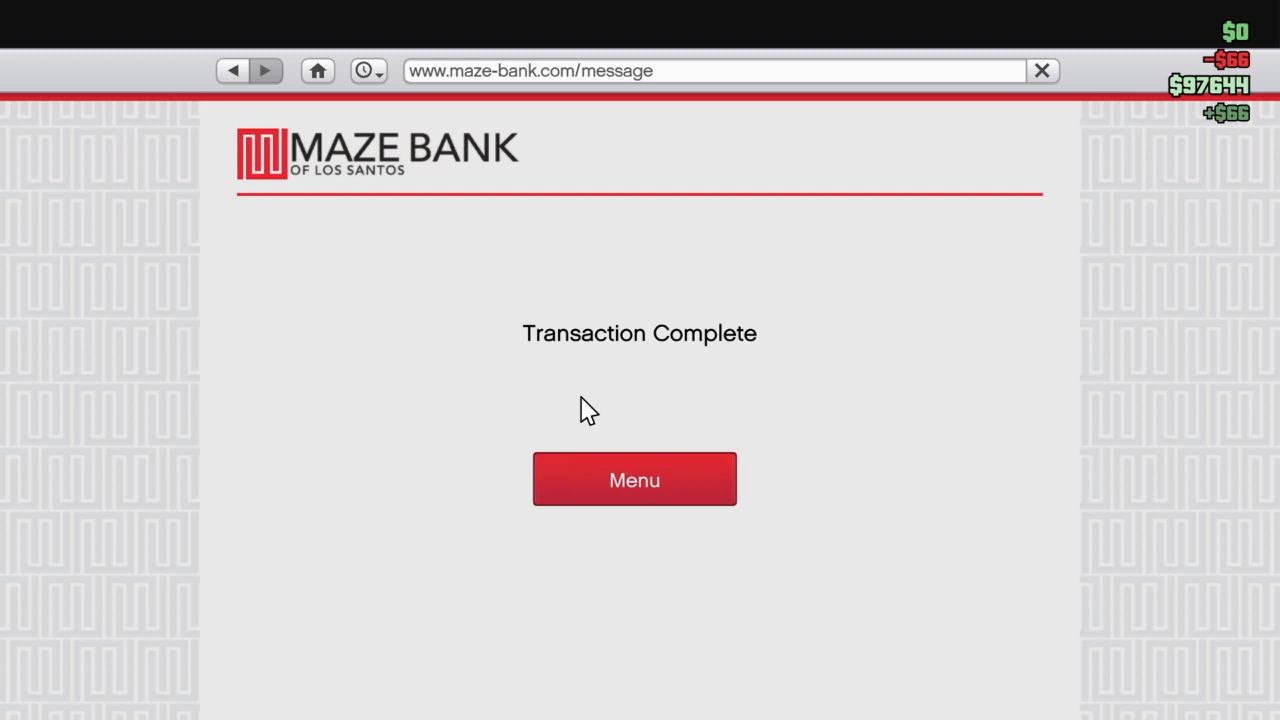 $0
-$66
www.maze-bank.com/message
$97644
+$66
MAZE BANK
OF LOS SANTOS
Transaction Complete
Menu